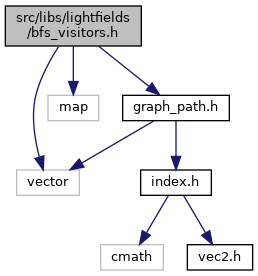 src/libs/lightfields
/bfs_visitors.h
map
graph_path.h
vector
index.h
cmath
vec2.h